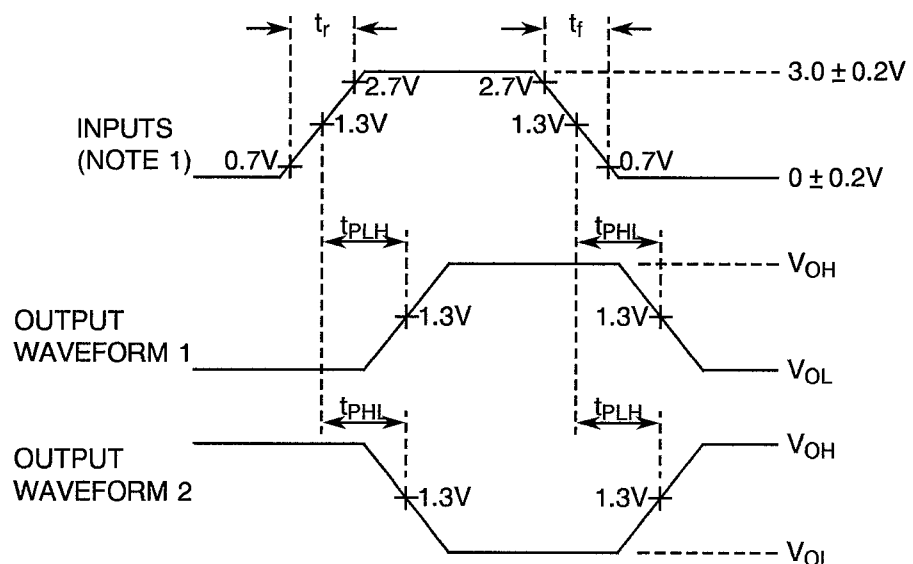 tr tf
2.7V 2.7V 3.0 ± 0.2V
INPUTS 1.3V 1.3V
(NOTE 1) 0.7V 0.7V 0 ± 0.2V
tPLH tPHL
VOH
OUTPUT 1.3V 1.3V
WAVEFORM 1
VOL
tPHL tPLH
VOH
OUTPUT
WAVEFORM 2 1.3V 1.3V
VOL